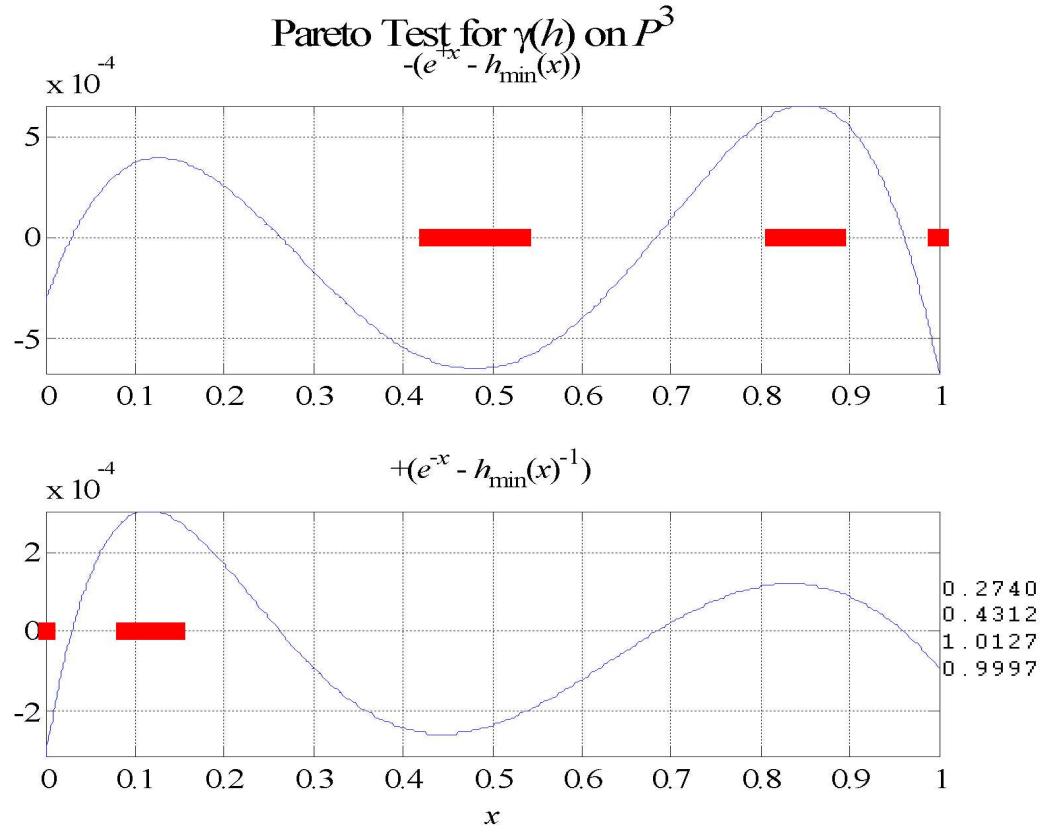 Pareto Test for γ(h) on P³
-(e⁺ˣ - hₘᵢₙ(x))
x 10⁻⁴
5
0
-5
0 0.1 0.2 0.3 0.4 0.5 0.6 0.7 0.8 0.9 1
+(e⁻ˣ - hₘᵢₙ(x)⁻¹)
x 10⁻⁴
2
0
-2
0.2740
0.4312
1.0127
0.9997
0 0.1 0.2 0.3 0.4 0.5 0.6 0.7 0.8 0.9 1
x